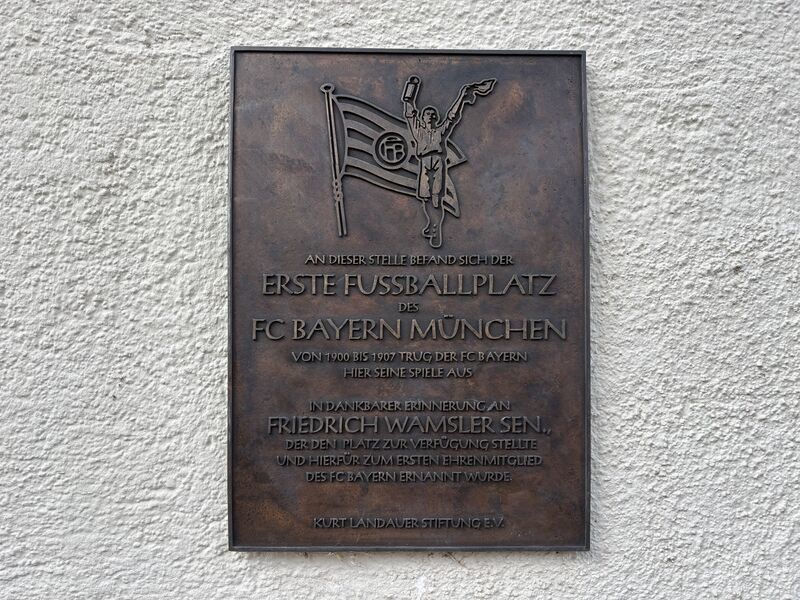 FCB
AN DIESER STELLE BEFAND SICH DER
ERSTE FUSSBALLPLATZ
DES
FC BAYERN MÜNCHEN
VON 1900 BIS 1907 TRUG DER FC BAYERN
HIER SEINE SPIELE AUS
IN DANKBARER ERINNERUNG AN
FRIEDRICH WAMSLER SEN.,
DER DEN PLATZ ZUR VERFÜGUNG STELLTE
UND HIERFÜR ZUM ERSTEN EHRENMITGLIED
DES FC BAYERN ERNANNT WURDE.
KURT LANDAUER STIFTUNG E.V.